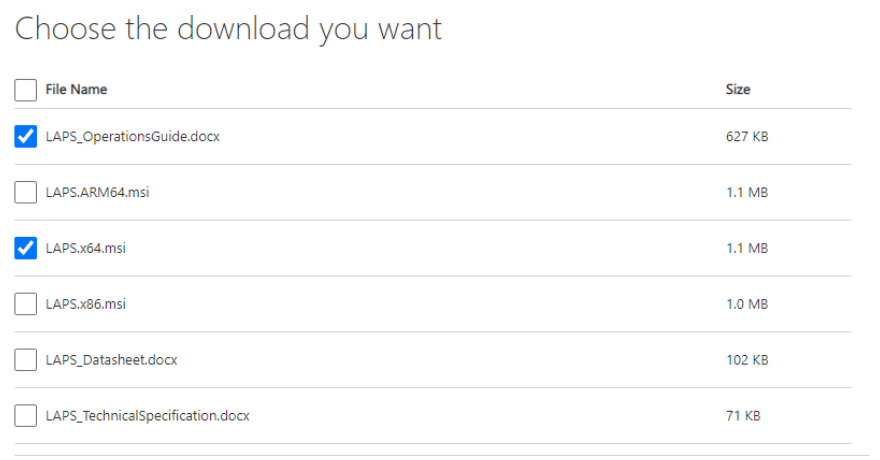 Choose the download you want
File Name Size
LAPS_OperationsGuide.docx 627 KB
LAPS.ARM64.msi 1.1 MB
LAPS.x64.msi 1.1 MB
LAPS.x86.msi 1.0 MB
LAPS_Datasheet.docx 102 KB
LAPS_TechnicalSpecification.docx 71 KB